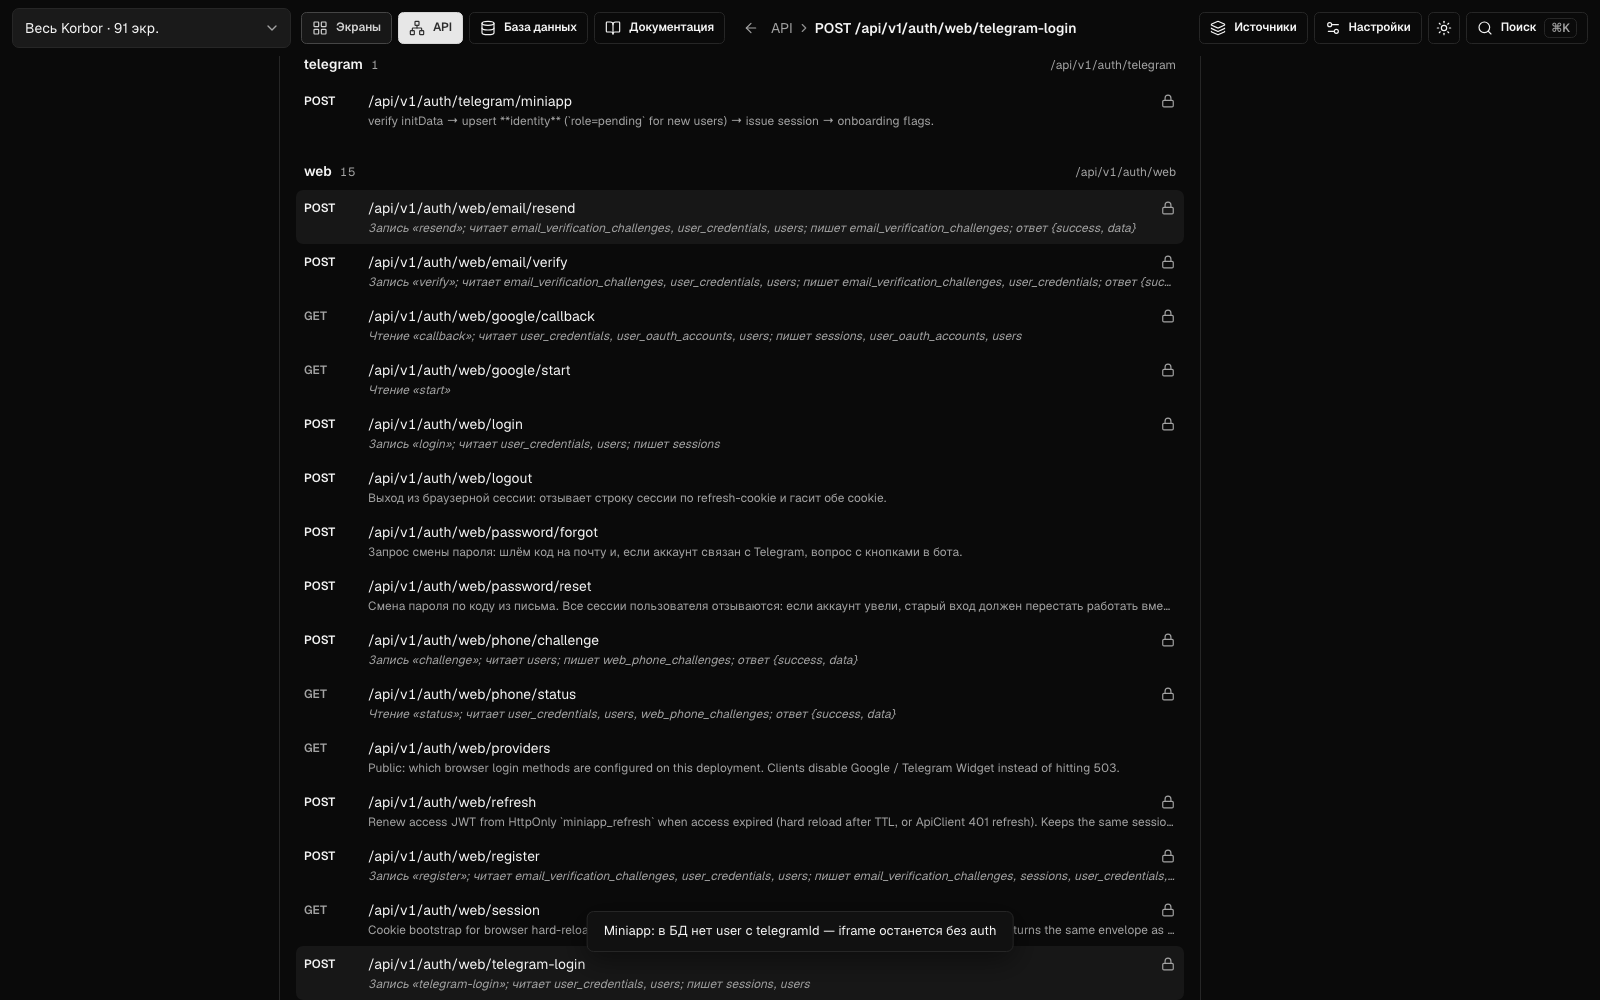 Весь Korbor · 91 экр.
Экраны
API
База данных
Документация
← API > POST /api/v1/auth/web/telegram-login
Источники
Настройки
Поиск ⌘K
telegram 1 /api/v1/auth/telegram
POST /api/v1/auth/telegram/miniapp
verify initData → upsert **identity** (`role=pending` for new users) → issue session → onboarding flags.
web 15 /api/v1/auth/web
POST /api/v1/auth/web/email/resend
Запись «resend»; читает email_verification_challenges, user_credentials, users; пишет email_verification_challenges; ответ {success, data}
POST /api/v1/auth/web/email/verify
Запись «verify»; читает email_verification_challenges, user_credentials, users; пишет email_verification_challenges, user_credentials; ответ {suc…
GET /api/v1/auth/web/google/callback
Чтение «callback»; читает user_credentials, user_oauth_accounts, users; пишет sessions, user_oauth_accounts, users
GET /api/v1/auth/web/google/start
Чтение «start»
POST /api/v1/auth/web/login
Запись «login»; читает user_credentials, users; пишет sessions
POST /api/v1/auth/web/logout
Выход из браузерной сессии: отзывает строку сессии по refresh-cookie и гасит обе cookie.
POST /api/v1/auth/web/password/forgot
Запрос смены пароля: шлём код на почту и, если аккаунт связан с Telegram, вопрос с кнопками в бота.
POST /api/v1/auth/web/password/reset
Смена пароля по коду из письма. Все сессии пользователя отзываются: если аккаунт увели, старый вход должен перестать работать вме…
POST /api/v1/auth/web/phone/challenge
Запись «challenge»; читает users; пишет web_phone_challenges; ответ {success, data}
GET /api/v1/auth/web/phone/status
Чтение «status»; читает user_credentials, users, web_phone_challenges; ответ {success, data}
GET /api/v1/auth/web/providers
Public: which browser login methods are configured on this deployment. Clients disable Google / Telegram Widget instead of hitting 503.
POST /api/v1/auth/web/refresh
Renew access JWT from HttpOnly `miniapp_refresh` when access expired (hard reload after TTL, or ApiClient 401 refresh). Keeps the same sessio…
POST /api/v1/auth/web/register
Запись «register»; читает email_verification_challenges, user_credentials, users; пишет email_verification_challenges, sessions, user_credentials,…
GET /api/v1/auth/web/session
Cookie bootstrap for browser hard-reloa turns the same envelope as …
Miniapp: в БД нет user с telegramId — iframe останется без auth
POST /api/v1/auth/web/telegram-login
Запись «telegram-login»; читает user_credentials, users; пишет sessions, users